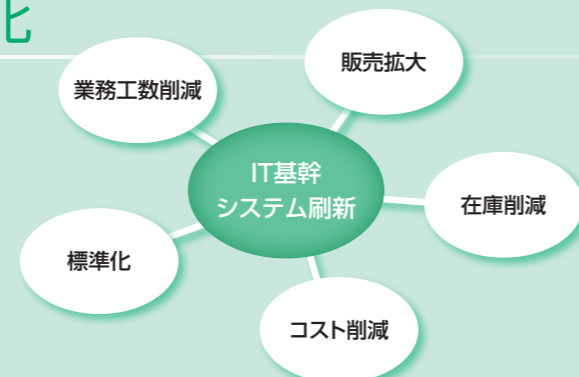 化
販売拡大
業務工数削減
IT基幹
システム刷新
在庫削減
標準化
コスト削減